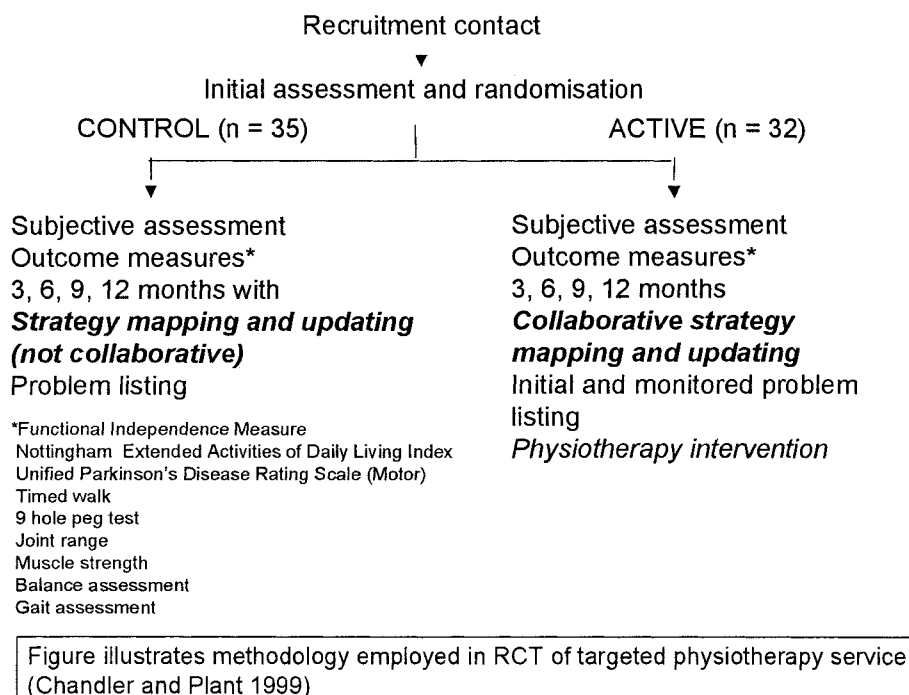 Recruitment contact
Initial assessment and randomisation
CONTROL (n = 35)
ACTIVE (n = 32)
Subjective assessment
Outcome measures*
3, 6, 9, 12 months with
Strategy mapping and updating
(not collaborative)
Problem listing
*Functional Independence Measure
Nottingham Extended Activities of Daily Living Index
Unified Parkinson's Disease Rating Scale (Motor)
Timed walk
9 hole peg test
Joint range
Muscle strength
Balance assessment
Gait assessment
Subjective assessment
Outcome measures*
3, 6, 9, 12 months
Collaborative strategy
mapping and updating
Initial and monitored problem
listing
Physiotherapy intervention
Figure illustrates methodology employed in RCT of targeted physiotherapy service
(Chandler and Plant 1999)